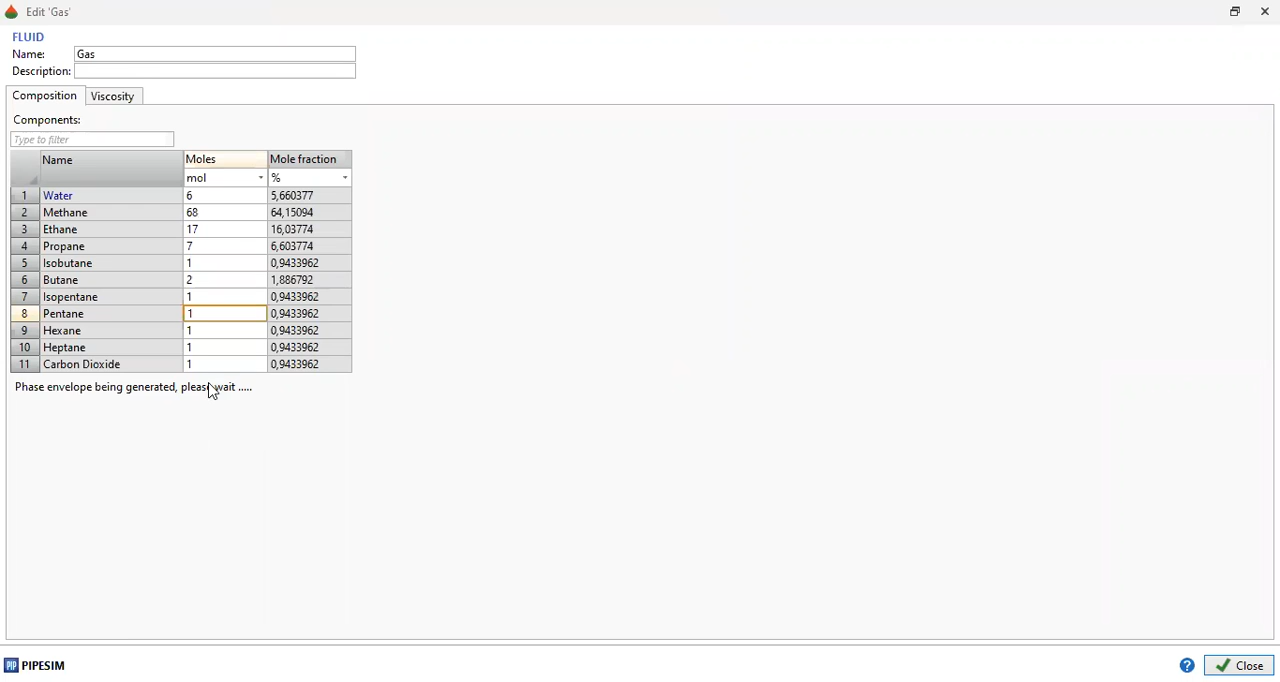 Edit 'Gas'
FLUID
Name: Gas
Description:
Composition Viscosity
Components:
Type to filter
Name Moles Mole fraction
mol %
1 Water 6 5,660377
2 Methane 68 64,15094
3 Ethane 17 16,03774
4 Propane 7 6,603774
5 Isobutane 1 0,9433962
6 Butane 2 1,886792
7 Isopentane 1 0,9433962
8 Pentane 1 0,9433962
9 Hexane 1 0,9433962
10 Heptane 1 0,9433962
11 Carbon Dioxide 1 0,9433962
Phase envelope being generated, please wait .....
PIP PIPESIM
? Close